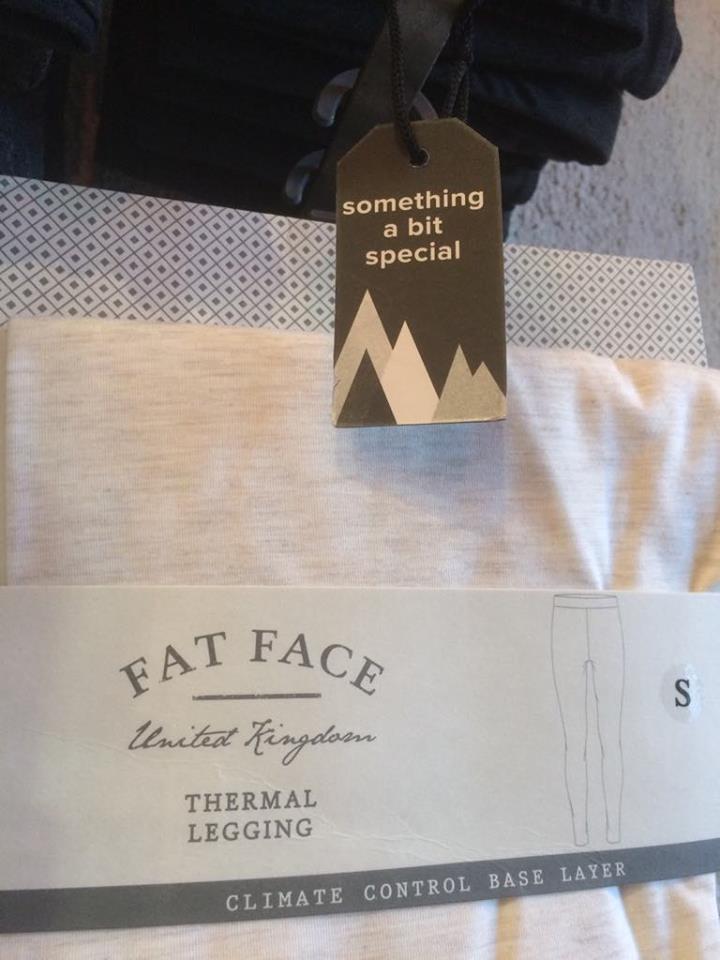 something
a bit
special
FAT FACE
United Kingdom
S
THERMAL
LEGGING
CLIMATE CONTROL BASE LAYER